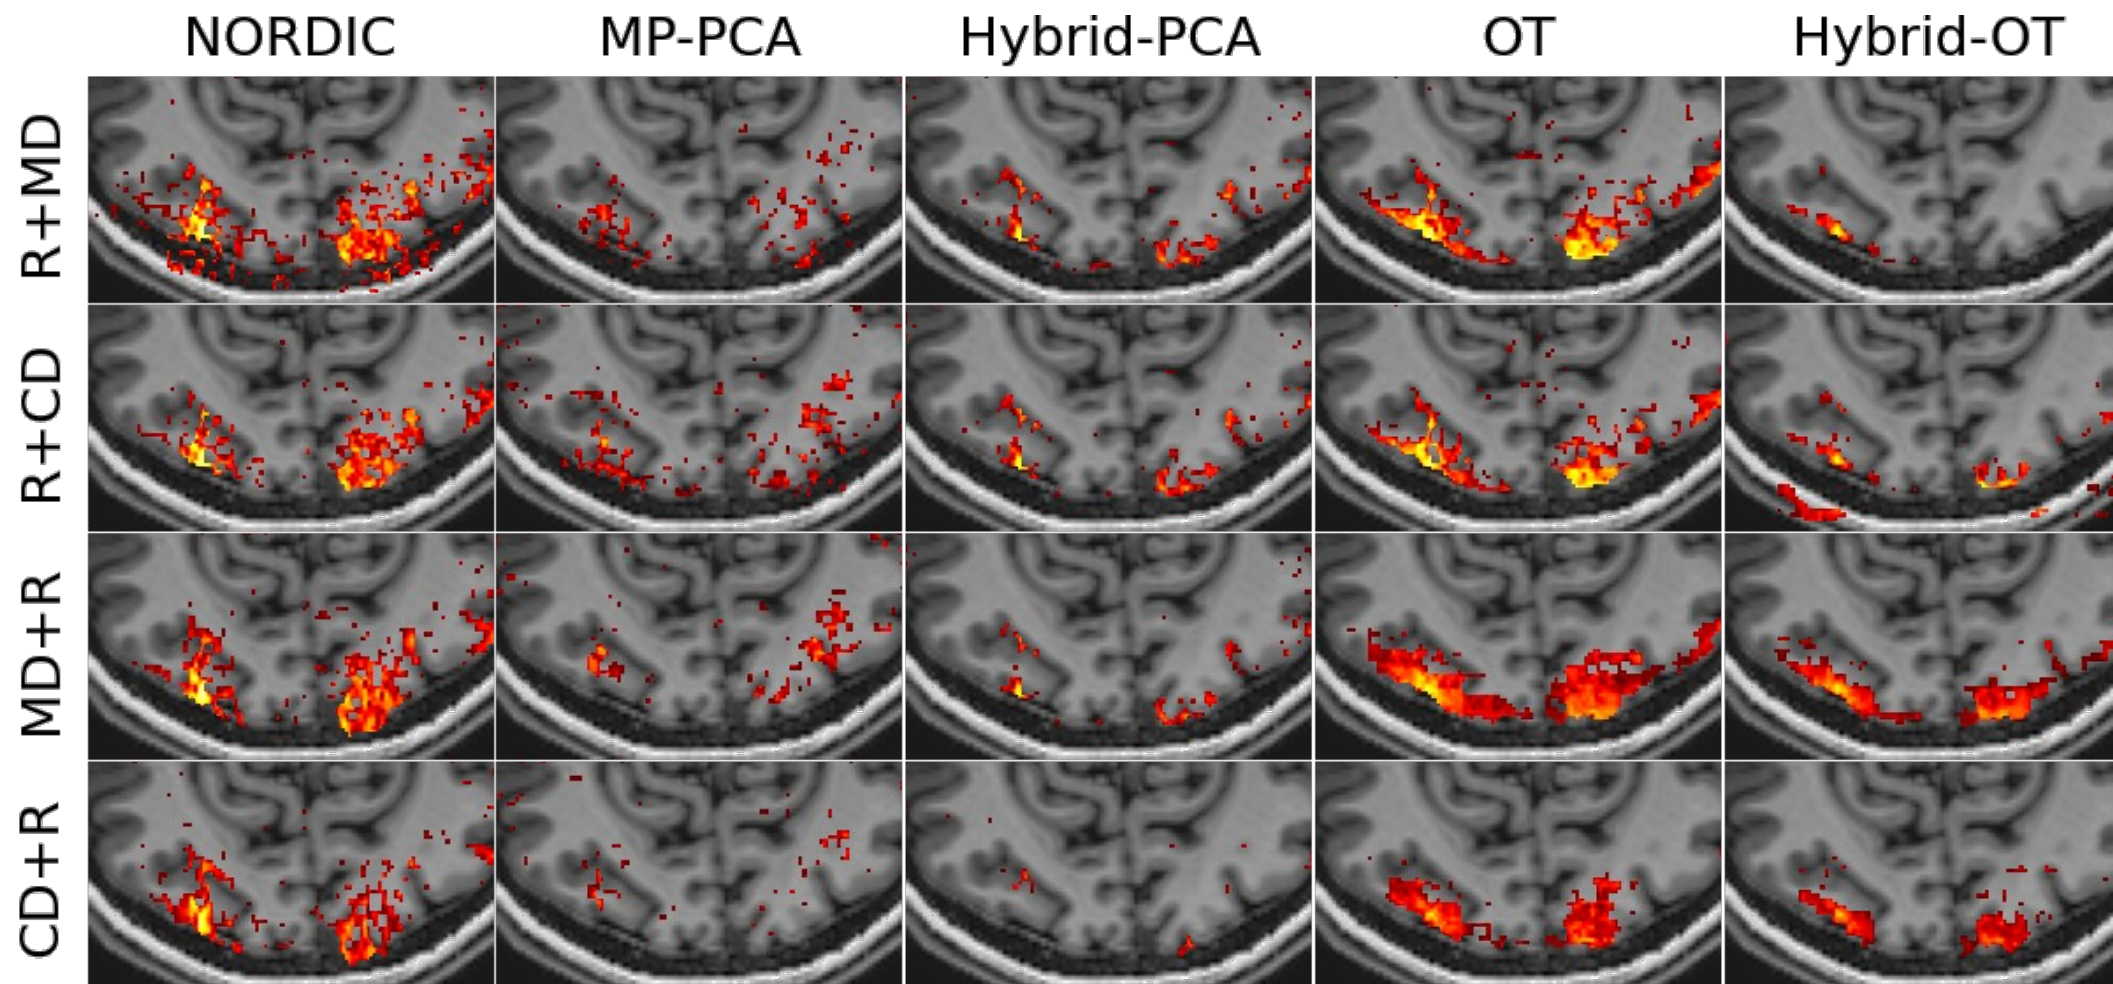 NORDIC MP-PCA Hybrid-PCA OT Hybrid-OT
R+MD
R+CD
MD+R
CD+R